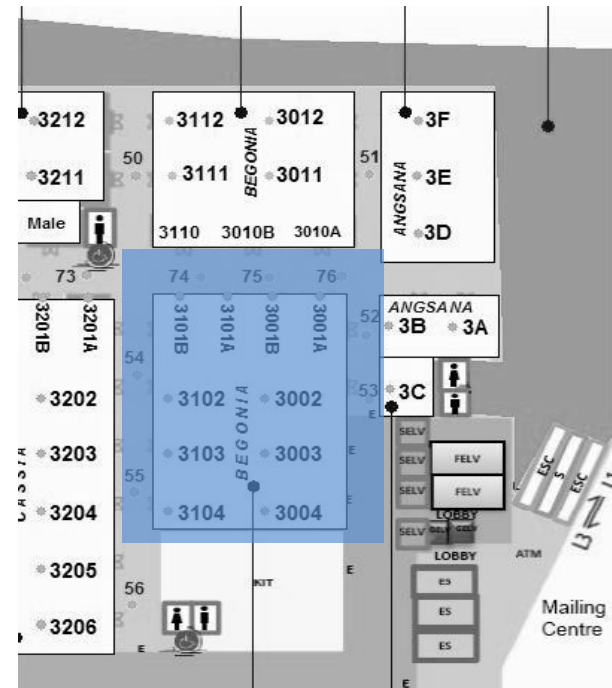 3212
3112
3012
3F
50
51
3211
3111
BEGONIA
3011
ANGSANA
3E
Male
3110
3010B
3010A
3D
73
74
75
76
3201B
3201A
3101B
3101A
3001B
3001A
52
ANGSANA
3B
3A
54
53
3C
3202
3102
3002
E
SELV
3203
3103
BEGONIA
3003
E
SELV
FELV
ESC
S
ESC
55
SELV
FELV
L1
CASSIA
3204
3104
3004
E
LOBBY
L3
SELV
LOBBY
ATM
3205
KIT
E
ES
56
ES
Mailing
Centre
3206
E
ES
E